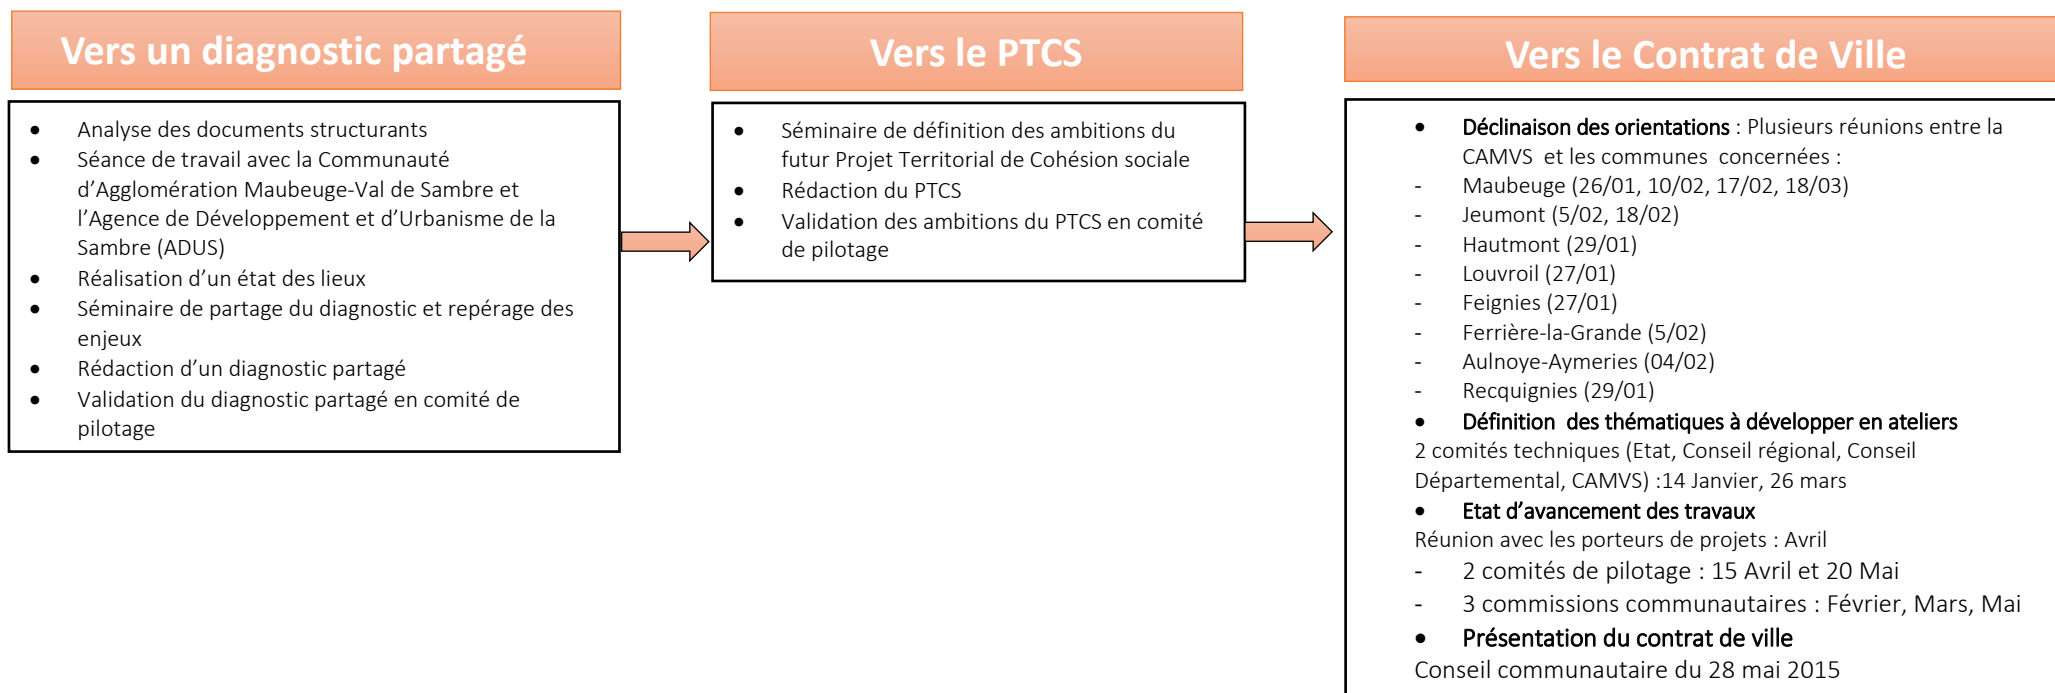 Vers un diagnostic partagé
• Analyse des documents structurants
• Séance de travail avec la Communauté
d’Agglomération Maubeuge-Val de Sambre et
l’Agence de Développement et d’Urbanisme de la
Sambre (ADUS)
• Réalisation d’un état des lieux
• Séminaire de partage du diagnostic et repérage des
enjeux
• Rédaction d’un diagnostic partagé
• Validation du diagnostic partagé en comité de
pilotage
Vers le PTCS
• Séminaire de définition des ambitions du
futur Projet Territorial de Cohésion sociale
• Rédaction du PTCS
• Validation des ambitions du PTCS en comité
de pilotage
Vers le Contrat de Ville
• Déclinaison des orientations : Plusieurs réunions entre la
CAMVS et les communes concernées :
- Maubeuge (26/01, 10/02, 17/02, 18/03)
- Jeumont (5/02, 18/02)
- Hautmont (29/01)
- Louvroil (27/01)
- Feignies (27/01)
- Ferrière-la-Grande (5/02)
- Aulnoye-Aymeries (04/02)
- Recquignies (29/01)
• Définition des thématiques à développer en ateliers
2 comités techniques (Etat, Conseil régional, Conseil
Départemental, CAMVS) :14 Janvier, 26 mars
• Etat d’avancement des travaux
Réunion avec les porteurs de projets : Avril
- 2 comités de pilotage : 15 Avril et 20 Mai
- 3 commissions communautaires : Février, Mars, Mai
• Présentation du contrat de ville
Conseil communautaire du 28 mai 2015